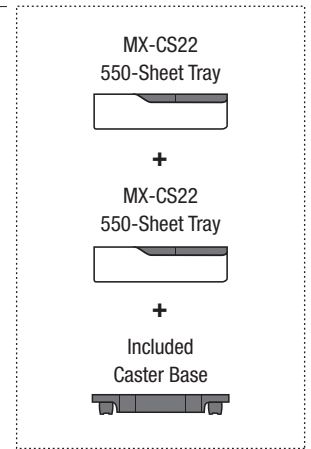 MX-CS22
550-Sheet Tray
+
MX-CS22
550-Sheet Tray
+
Included
Caster Base